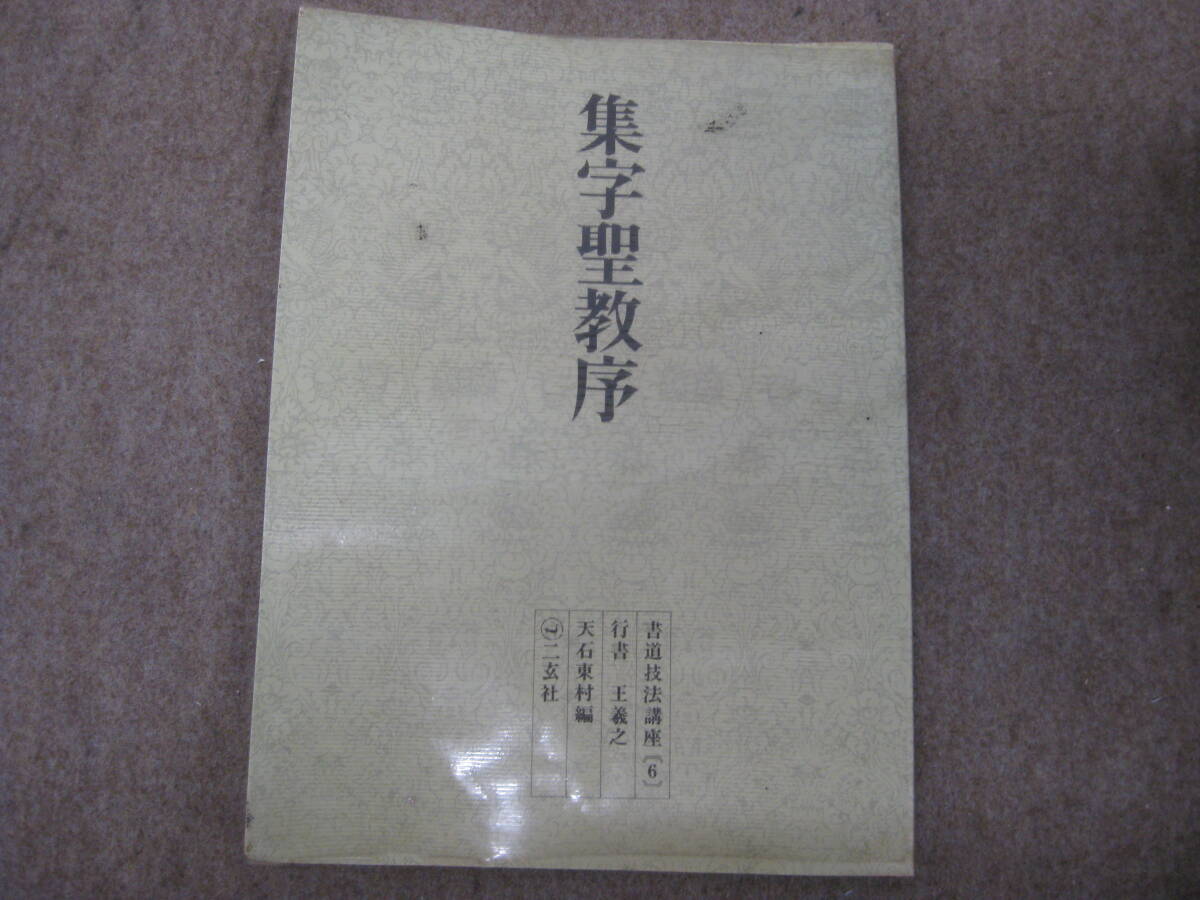 集字聖教序
書道技法講座〔6〕
行書 王羲之
天石東村編
二玄社